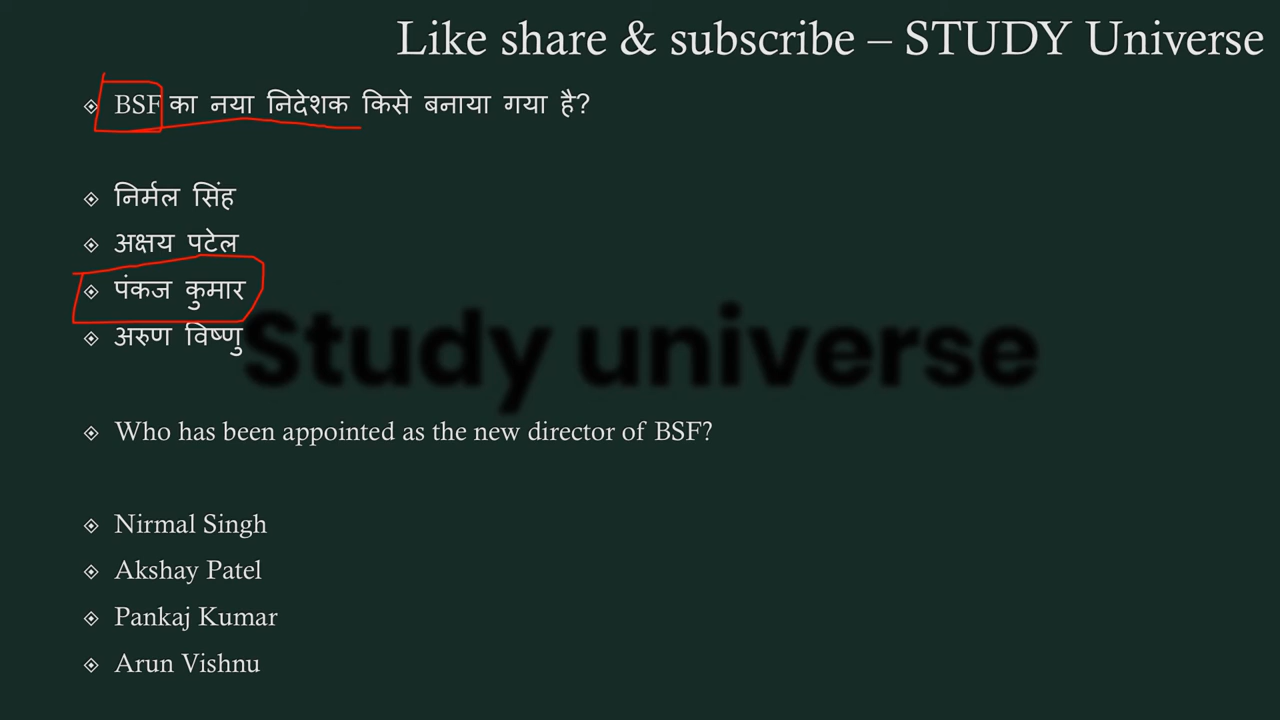 Like share & subscribe – STUDY Universe
BSF का नया निदेशक किसे बनाया गया है?
निर्मल सिंह
अक्षय पटेल
पंकज कुमार
अरुण विष्णु
Study universe
Who has been appointed as the new director of BSF?
Nirmal Singh
Akshay Patel
Pankaj Kumar
Arun Vishnu